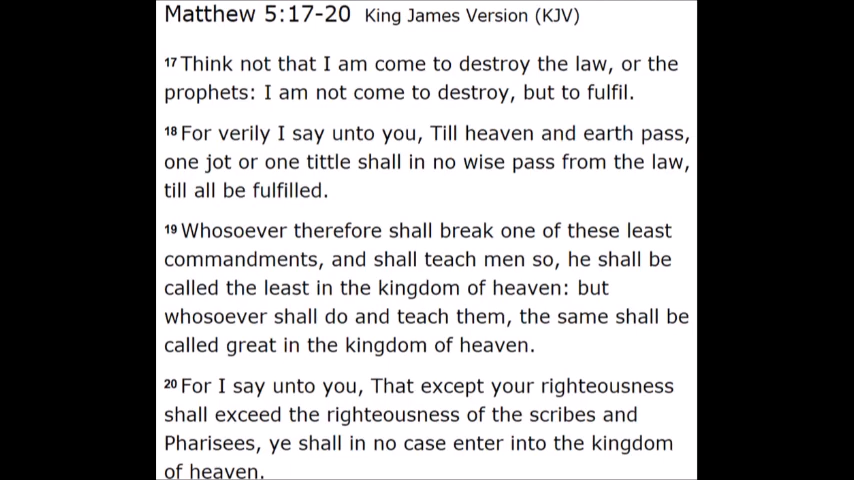 Matthew 5:17-20 King James Version (KJV)
17 Think not that I am come to destroy the law, or the
prophets: I am not come to destroy, but to fulfil.
18 For verily I say unto you, Till heaven and earth pass,
one jot or one tittle shall in no wise pass from the law,
till all be fulfilled.
19 Whosoever therefore shall break one of these least
commandments, and shall teach men so, he shall be
called the least in the kingdom of heaven: but
whosoever shall do and teach them, the same shall be
called great in the kingdom of heaven.
20 For I say unto you, That except your righteousness
shall exceed the righteousness of the scribes and
Pharisees, ye shall in no case enter into the kingdom
of heaven.